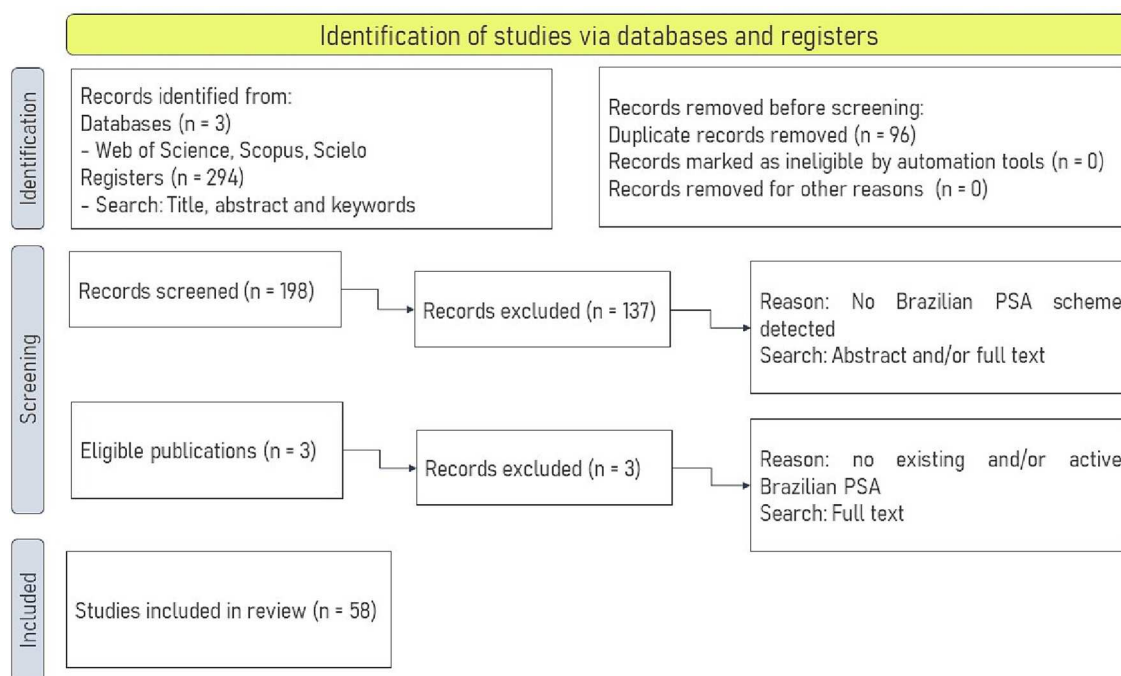 Identification of studies via databases and registers
Identification
Records identified from:
Databases (n = 3)
– Web of Science, Scopus, Scielo
Registers (n = 294)
– Search: Title, abstract and keywords
Records removed before screening:
Duplicate records removed (n = 96)
Records marked as ineligible by automation tools (n = 0)
Records removed for other reasons (n = 0)
Screening
Records screened (n = 198)
Records excluded (n = 137)
Reason: No Brazilian PSA scheme
detected
Search: Abstract and/or full text
Eligible publications (n = 3)
Records excluded (n = 3)
Reason: no existing and/or active
Brazilian PSA
Search: Full text
Included
Studies included in review (n = 58)